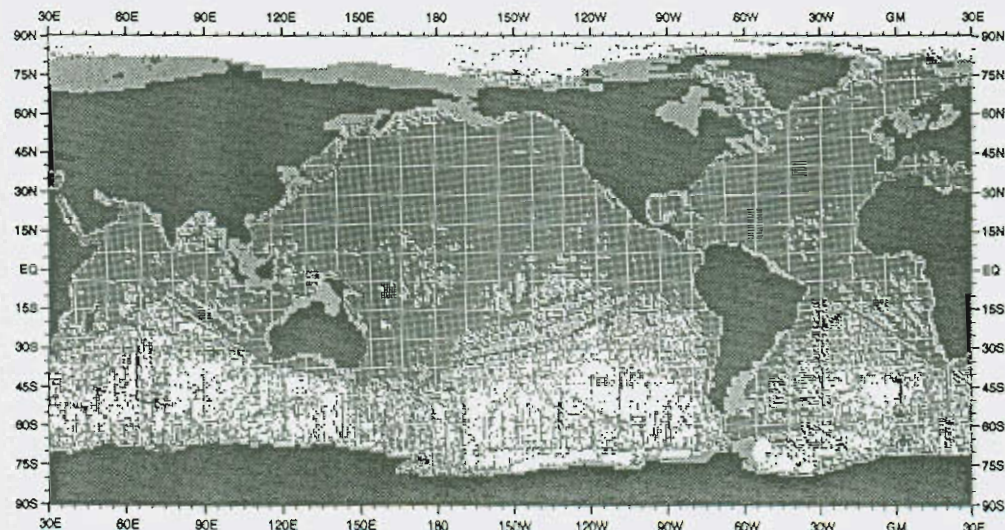 30E 60E 90E 120E 150E 180 150W 120W 90W 60W 30W GM 30E
90N 90N
75N 75N
60N 60N
45N 45N
30N 30N
15N 15N
EQ EQ
15S 15S
30S 30S
45S 45S
60S 60S
75S 75S
90S 90S
30E 60E 90E 120E 150E 180 150W 120W 90W 60W 30W GM 30E